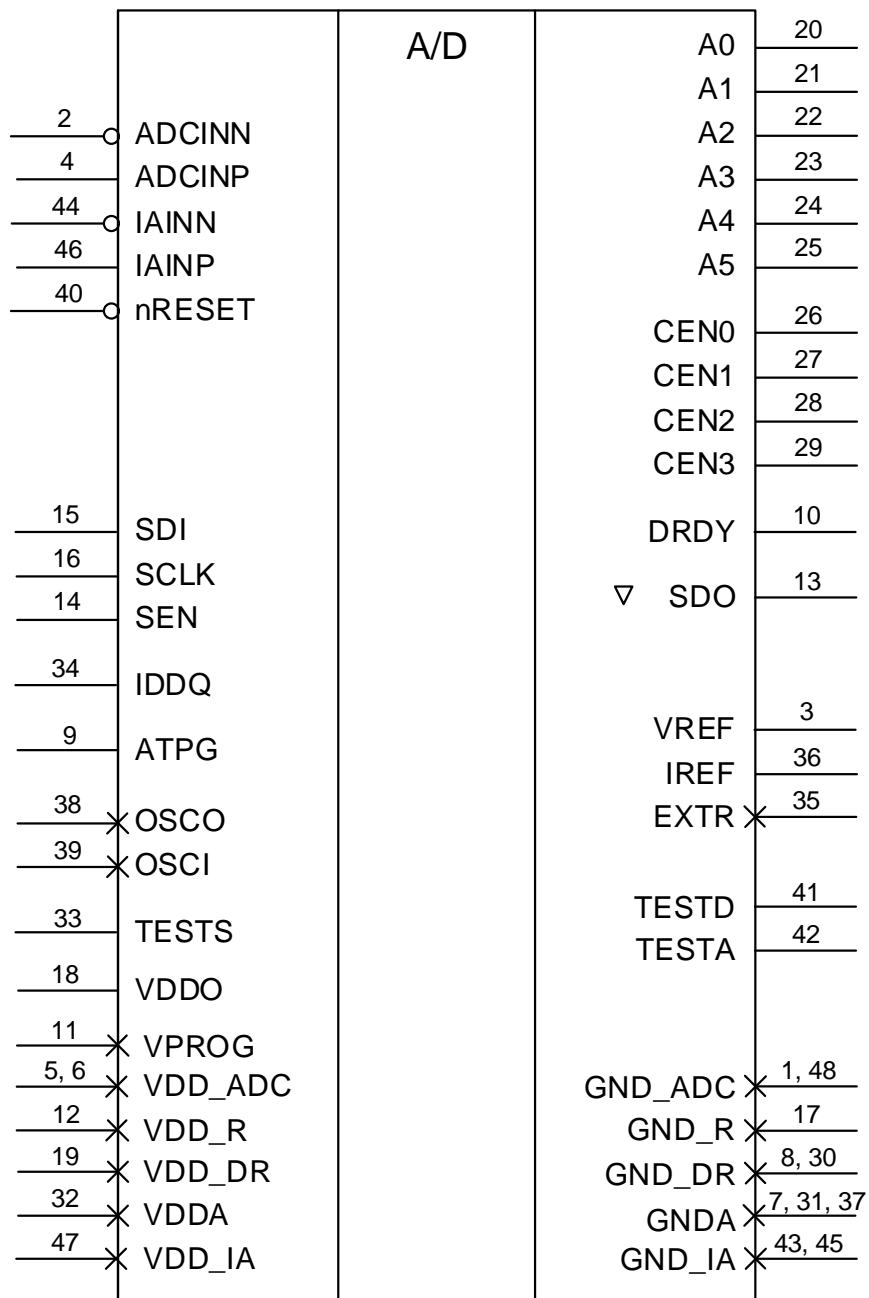 A/D
2 ADCINN
4 ADCINP
44 IAINN
46 IAINP
40 nRESET
15 SDI
16 SCLK
14 SEN
34 IDDQ
9 ATPG
38 OSCO
39 OSCI
33 TESTS
18 VDDO
11 VPROG
5, 6 VDD_ADC
12 VDD_R
19 VDD_DR
32 VDDA
47 VDD_IA
A0 20
A1 21
A2 22
A3 23
A4 24
A5 25
CEN0 26
CEN1 27
CEN2 28
CEN3 29
DRDY 10
▽ SDO 13
VREF 3
IREF 36
EXTR 35
TESTD 41
TESTA 42
GND_ADC 1, 48
GND_R 17
GND_DR 8, 30
GNDA 7, 31, 37
GND_IA 43, 45